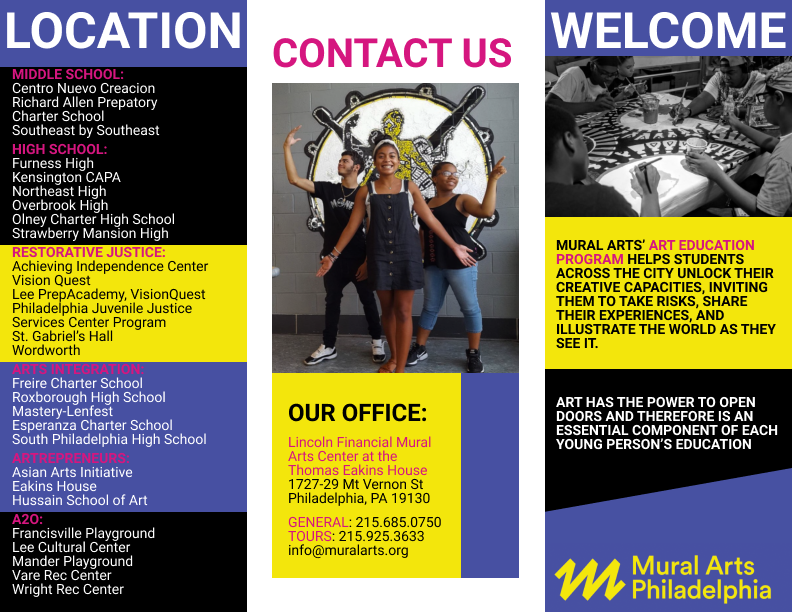 LOCATION
MIDDLE SCHOOL:
Centro Nuevo Creacion
Richard Allen Prepatory
Charter School
Southeast by Southeast
HIGH SCHOOL:
Furness High
Kensington CAPA
Northeast High
Overbrook High
Olney Charter High School
Strawberry Mansion High
RESTORATIVE JUSTICE:
Achieving Independence Center
Vision Quest
Lee PrepAcademy, VisionQuest
Philadelphia Juvenile Justice
Services Center Program
St. Gabriel's Hall
Wordworth
ARTS INTEGRATION:
Freire Charter School
Roxborough High School
Mastery-Lenfest
Esperanza Charter School
South Philadelphia High School
ARTREPRENEURS:
Asian Arts Initiative
Eakins House
Hussain School of Art
A2O:
Francisville Playground
Lee Cultural Center
Mander Playground
Vare Rec Center
Wright Rec Center
CONTACT US
OUR OFFICE:
Lincoln Financial Mural
Arts Center at the
Thomas Eakins House
1727-29 Mt Vernon St
Philadelphia, PA 19130
GENERAL: 215.685.0750
TOURS: 215.925.3633
info@muralarts.org
WELCOME
MURAL ARTS' ART EDUCATION
PROGRAM HELPS STUDENTS
ACROSS THE CITY UNLOCK THEIR
CREATIVE CAPACITIES, INVITING
THEM TO TAKE RISKS, SHARE
THEIR EXPERIENCES, AND
ILLUSTRATE THE WORLD AS THEY
SEE IT.
ART HAS THE POWER TO OPEN
DOORS AND THEREFORE IS AN
ESSENTIAL COMPONENT OF EACH
YOUNG PERSON'S EDUCATION
Mural Arts
Philadelphia